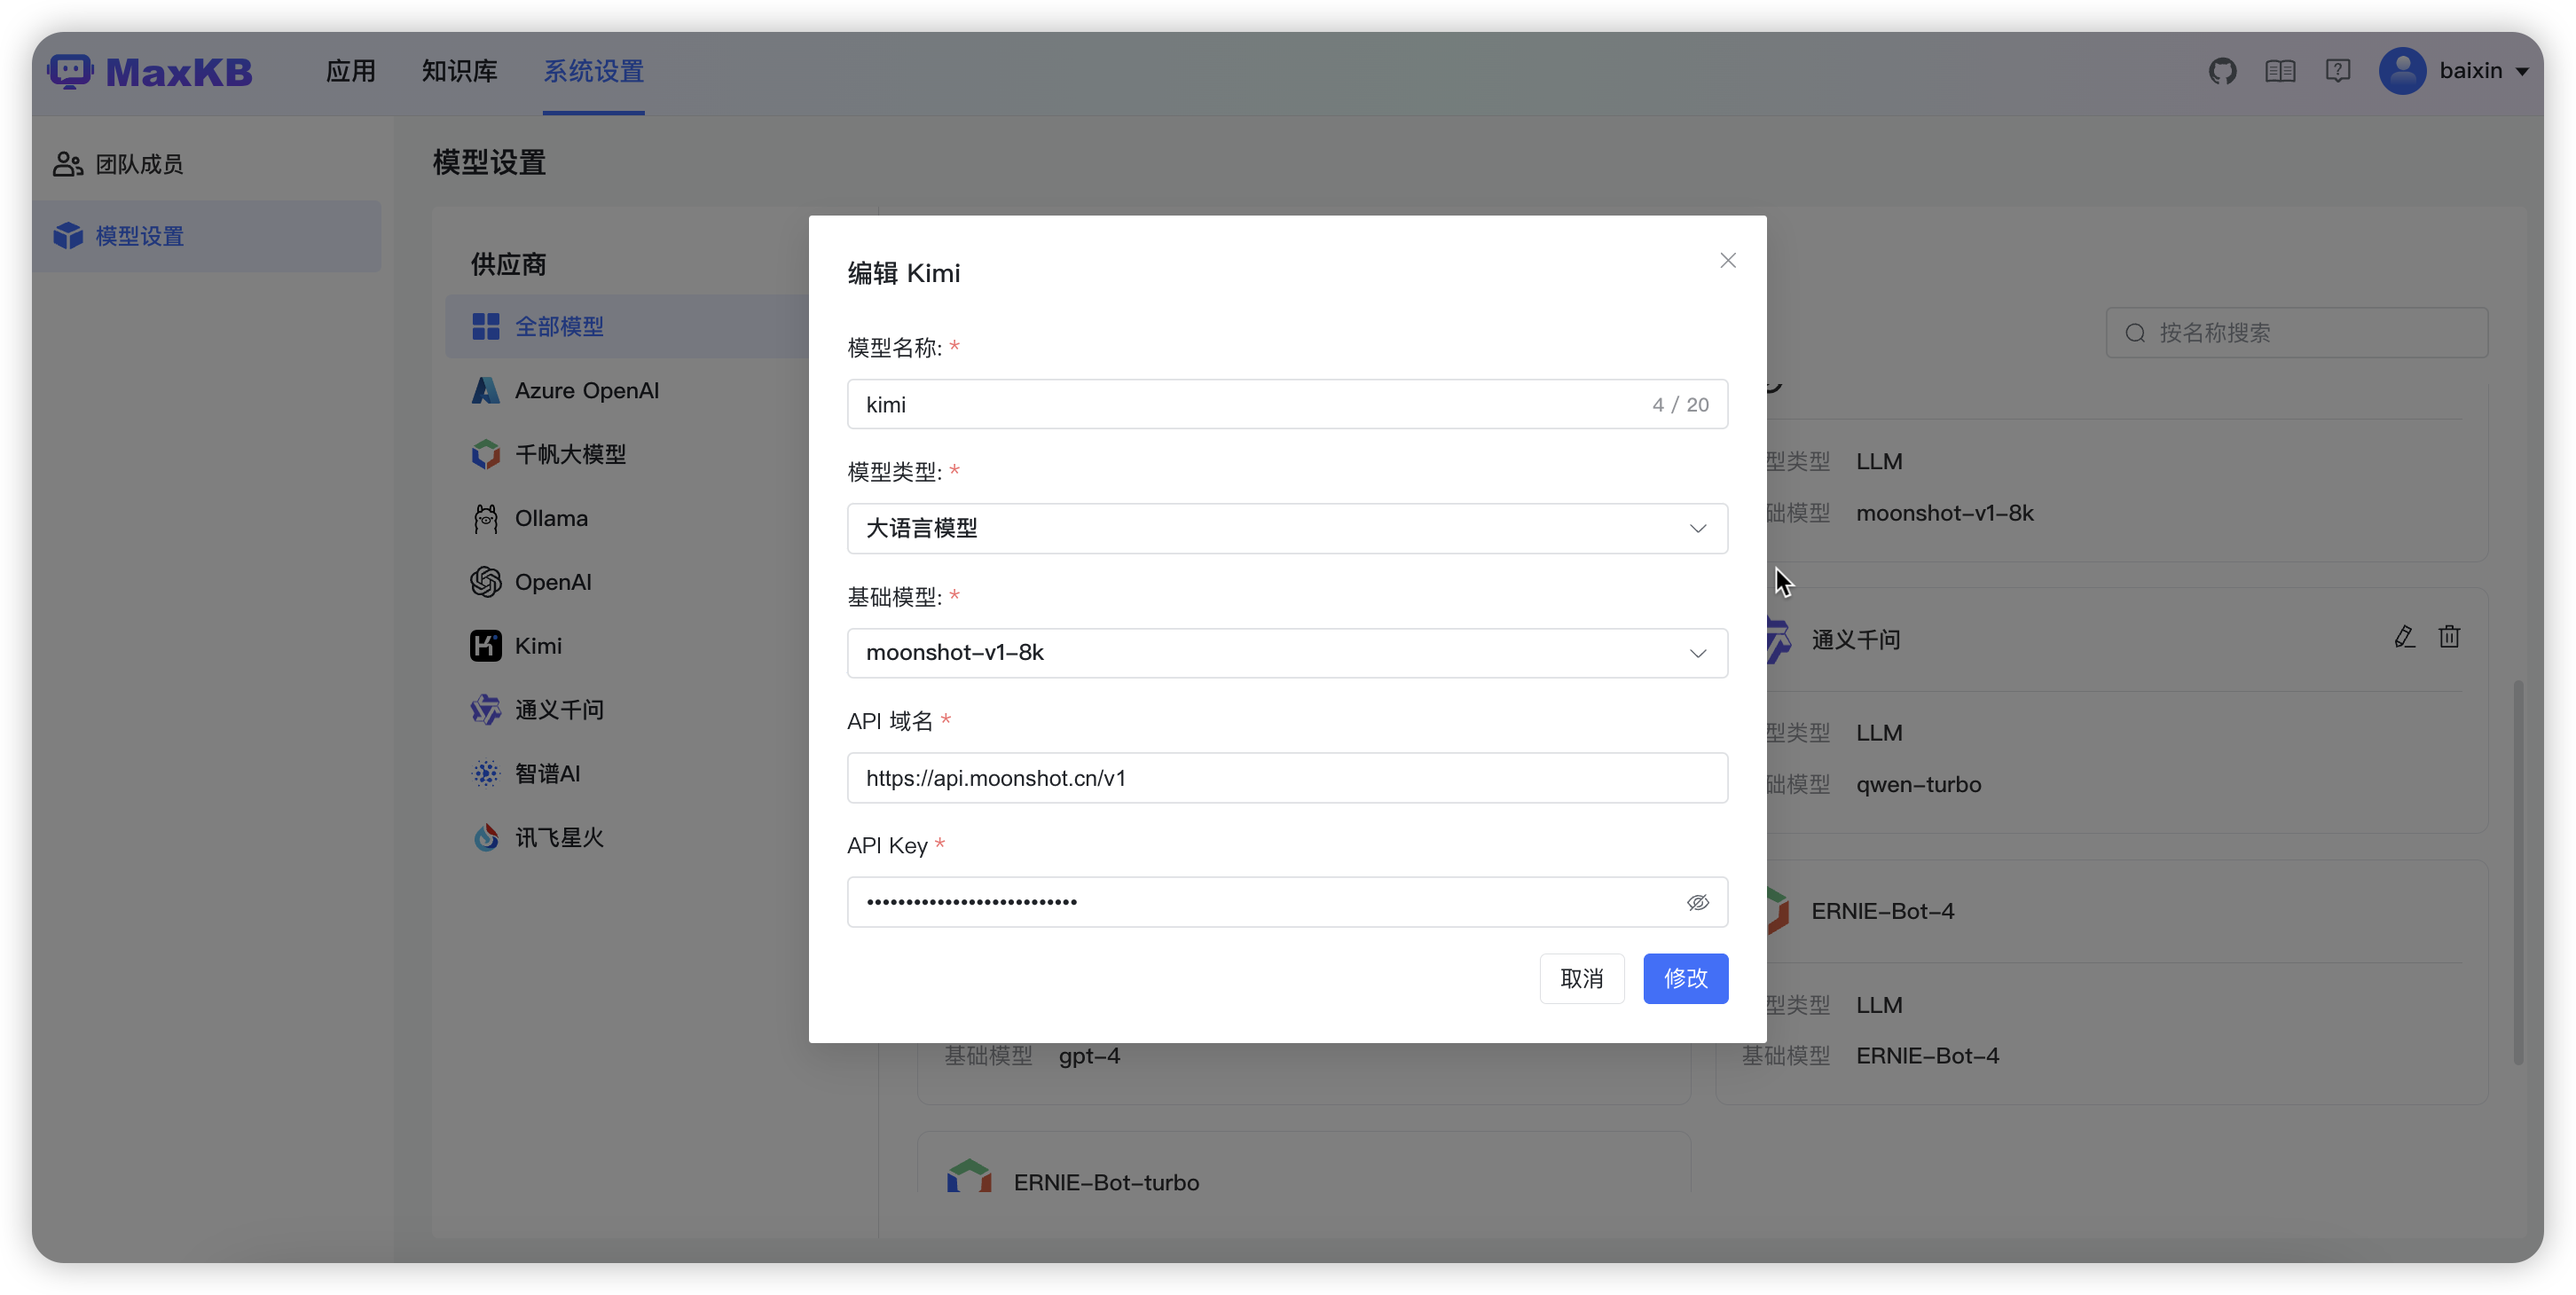 MaxKB
应用
知识库
系统设置
baixin
团队成员
模型设置
模型设置
供应商
全部模型
Azure OpenAI
千帆大模型
Ollama
OpenAI
Kimi
通义千问
智谱AI
讯飞星火
编辑 Kimi
模型名称: *
kimi
4 / 20
模型类型: *
大语言模型
基础模型: *
moonshot-v1-8k
API 域名 *
https://api.moonshot.cn/v1
API Key *
••••••••••••••••••••••••••••
取消
修改
按名称搜索
型类型 LLM
础模型 moonshot-v1-8k
通义千问
型类型 LLM
础模型 qwen-turbo
ERNIE-Bot-4
型类型 LLM
基础模型 gpt-4
基础模型 ERNIE-Bot-4
ERNIE-Bot-turbo